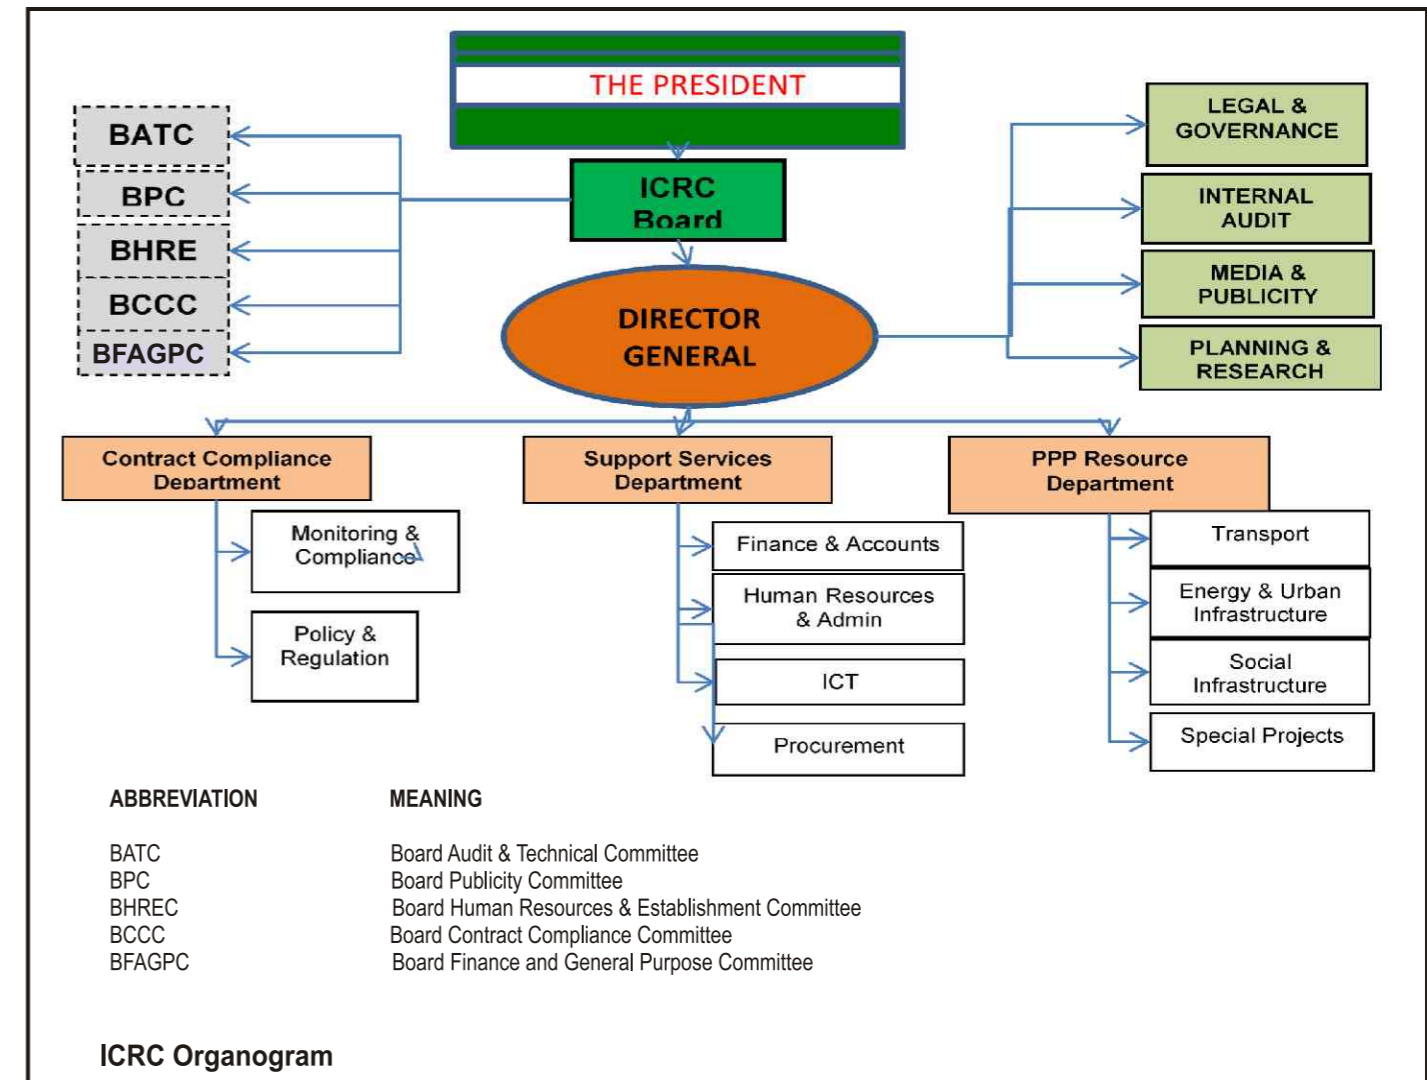 THE PRESIDENT
BATC
BPC
BHRE
BCCC
BFAGPC
ICRC
Board
DIRECTOR
GENERAL
LEGAL &
GOVERNANCE
INTERNAL
AUDIT
MEDIA &
PUBLICITY
PLANNING &
RESEARCH
Contract Compliance
Department
Monitoring &
Compliance
Policy &
Regulation
Support Services
Department
Finance & Accounts
Human Resources
& Admin
ICT
Procurement
PPP Resource
Department
Transport
Energy & Urban
Infrastructure
Social
Infrastructure
Special Projects
ABBREVIATION MEANING
BATC Board Audit & Technical Committee
BPC Board Publicity Committee
BHREC Board Human Resources & Establishment Committee
BCCC Board Contract Compliance Committee
BFAGPC Board Finance and General Purpose Committee
ICRC Organogram